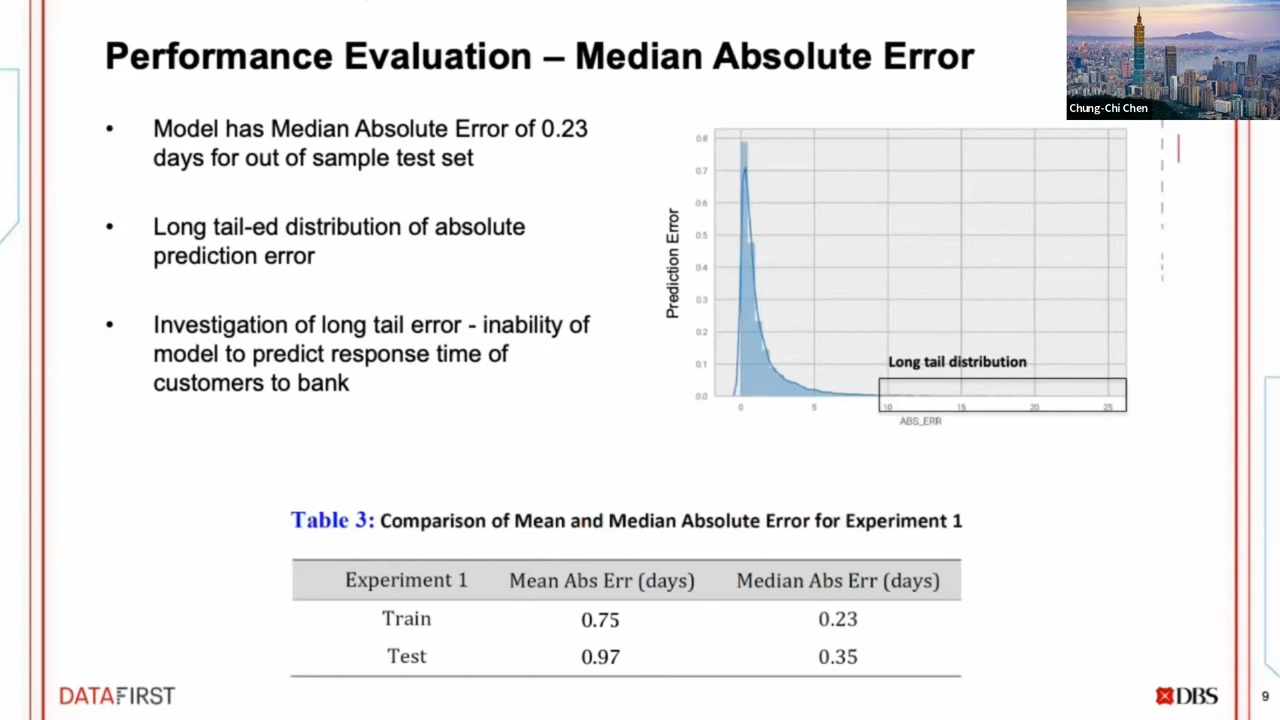 Performance Evaluation – Median Absolute Error
Chung-Chi Chen
• Model has Median Absolute Error of 0.23
days for out of sample test set
• Long tail-ed distribution of absolute
prediction error
• Investigation of long tail error - inability of
model to predict response time of
customers to bank
Prediction Error
0.8
0.7
0.6
0.5
0.4
0.3
0.2
0.1
0.0
Long tail distribution
0 5 10 15 20 25
ABS_ERR
Table 3: Comparison of Mean and Median Absolute Error for Experiment 1
Experiment 1 Mean Abs Err (days) Median Abs Err (days)
Train 0.75 0.23
Test 0.97 0.35
DATAFIRST
DBS
9